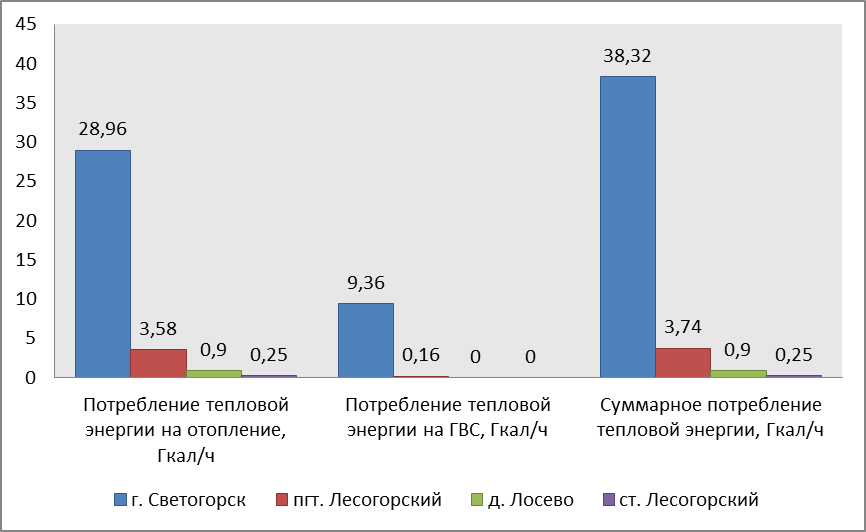 45
40
35
30
25
20
15
10
5
0
28,96
3,58
0,9
0,25
9,36
0,16
0
0
38,32
3,74
0,9
0,25
Потребление тепловой
энергии на отопление,
Гкал/ч
Потребление тепловой
энергии на ГВС, Гкал/ч
Суммарное потребление
тепловой энергии, Гкал/ч
г. Светогорск
пгт. Лесогорский
д. Лосево
ст. Лесогорский